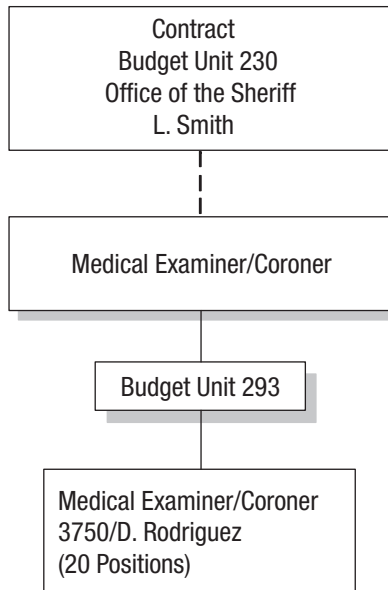 Contract
Budget Unit 230
Office of the Sheriff
L. Smith
Medical Examiner/Coroner
Budget Unit 293
Medical Examiner/Coroner
3750/D. Rodriguez
(20 Positions)